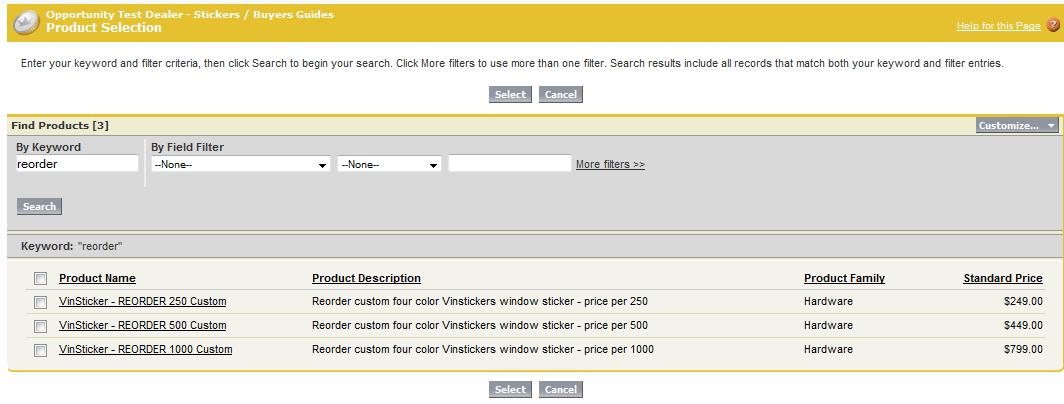 Opportunity Test Dealer - Stickers / Buyers Guides
Product Selection
Help for this Page ?
Enter your keyword and filter criteria, then click Search to begin your search. Click More filters to use more than one filter. Search results include all records that match both your keyword and filter entries.
Select Cancel
Find Products [3] Customize...
By Keyword By Field Filter
reorder --None-- --None-- More filters >>
Search
Keyword: "reorder"
Product Name Product Description Product Family Standard Price
VinSticker - REORDER 250 Custom Reorder custom four color Vinstickers window sticker - price per 250 Hardware $249.00
VinSticker - REORDER 500 Custom Reorder custom four color Vinstickers window sticker - price per 500 Hardware $449.00
VinSticker - REORDER 1000 Custom Reorder custom four color Vinstickers window sticker - price per 1000 Hardware $799.00
Select Cancel